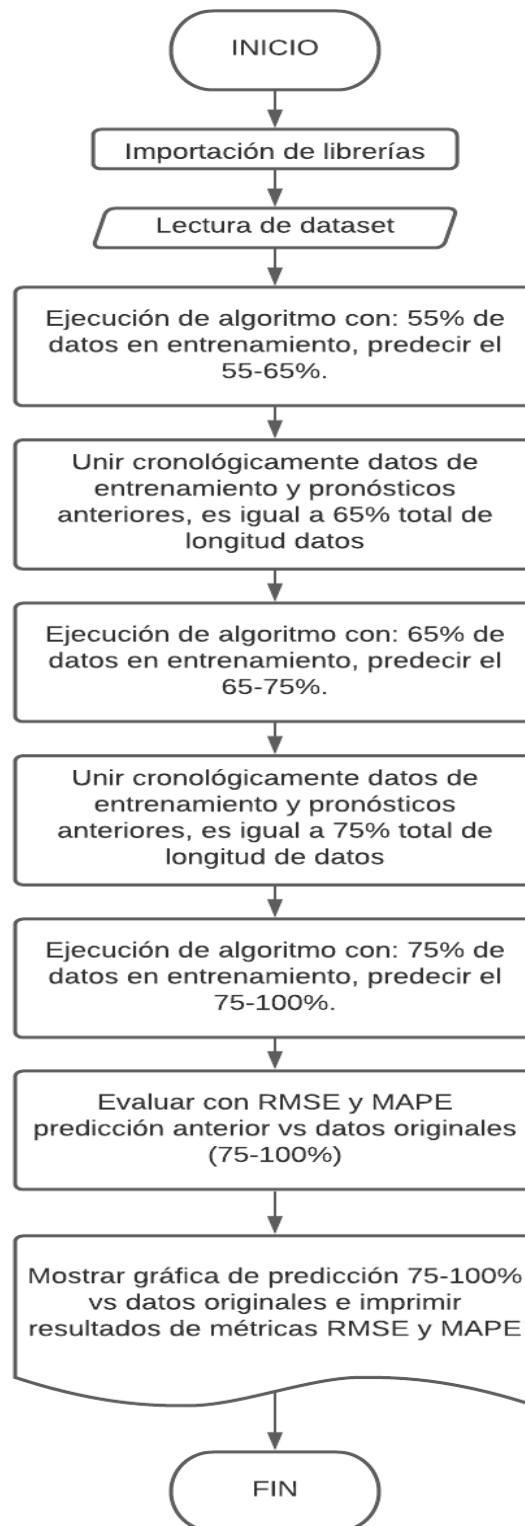 INICIO
Importación de librerías
Lectura de dataset
Ejecución de algoritmo con: 55% de
datos en entrenamiento, predecir el
55-65%.
Unir cronológicamente datos de
entrenamiento y pronósticos
anteriores, es igual a 65% total de
longitud datos
Ejecución de algoritmo con: 65% de
datos en entrenamiento, predecir el
65-75%.
Unir cronológicamente datos de
entrenamiento y pronósticos
anteriores, es igual a 75% total de
longitud de datos
Ejecución de algoritmo con: 75% de
datos en entrenamiento, predecir el
75-100%.
Evaluar con RMSE y MAPE
predicción anterior vs datos originales
(75-100%)
Mostrar gráfica de predicción 75-100%
vs datos originales e imprimir
resultados de métricas RMSE y MAPE
FIN